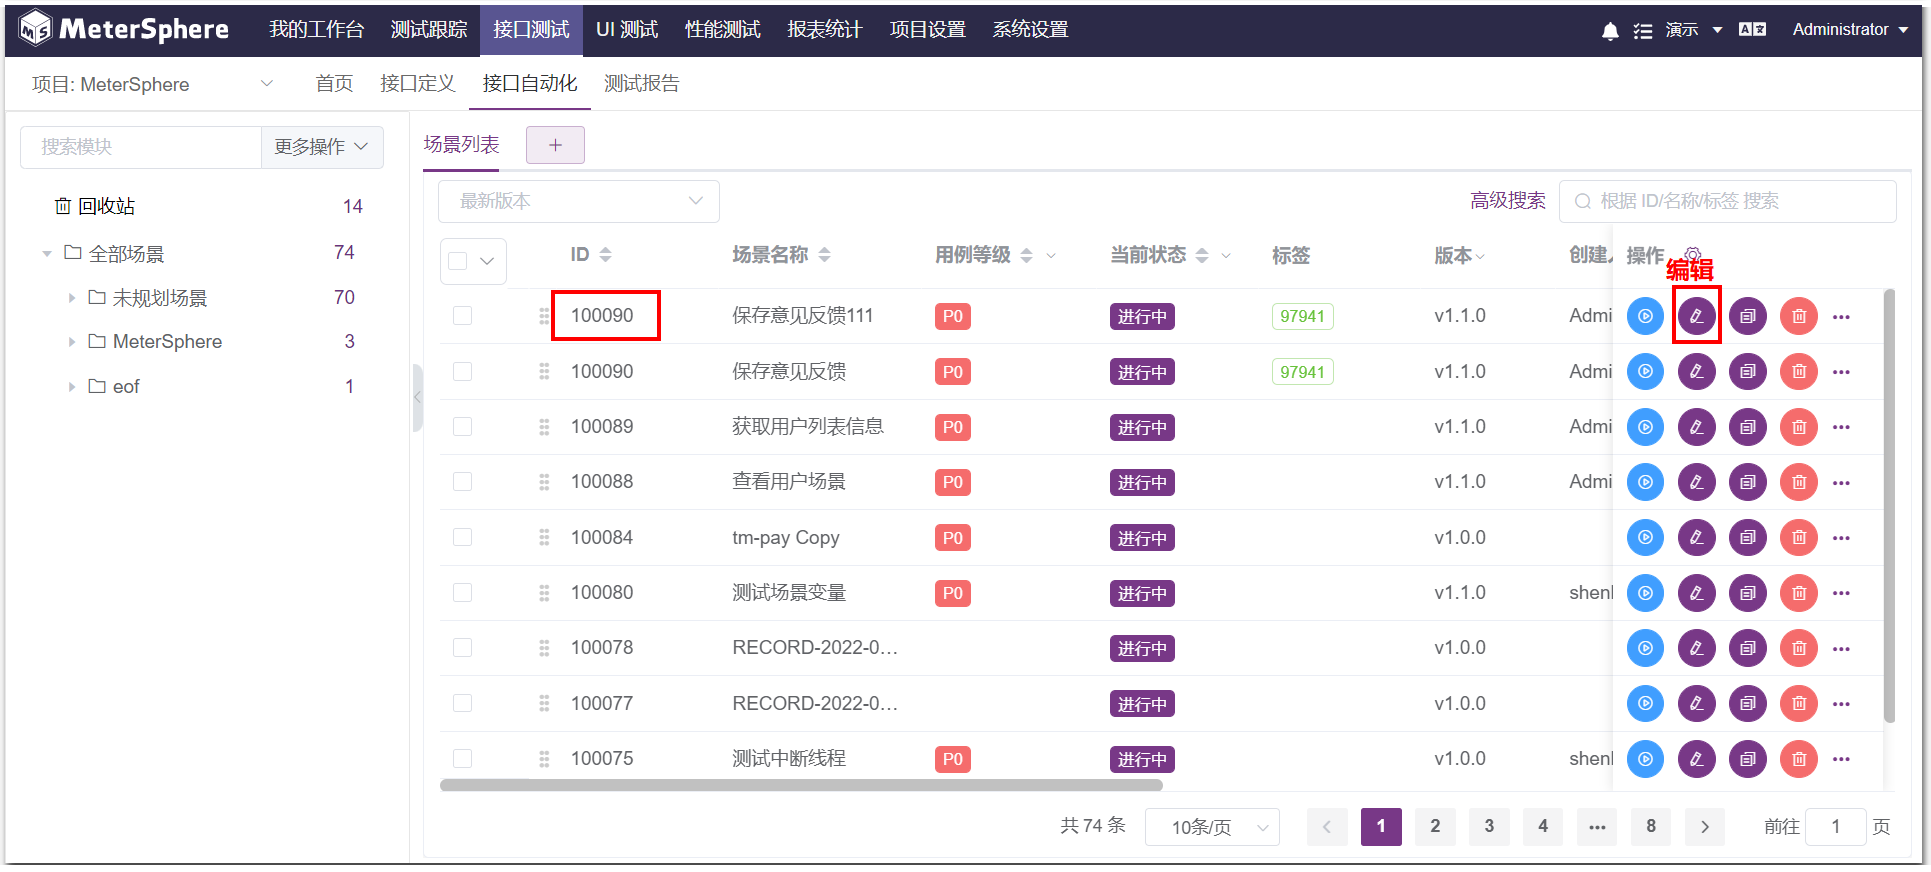 MeterSphere 我的工作台 测试跟踪 接口测试 UI 测试 性能测试 报表统计 项目设置 系统设置 演示 Administrator
项目: MeterSphere 首页 接口定义 接口自动化 测试报告
搜索模块 更多操作
回收站 14
全部场景 74
未规划场景 70
MeterSphere 3
eof 1
场景列表 +
最新版本 高级搜索 根据 ID/名称/标签 搜索
ID 场景名称 用例等级 当前状态 标签 版本 创建人 操作
编辑
100090 保存意见反馈111 P0 进行中 97941 v1.1.0 Admi
100090 保存意见反馈 P0 进行中 97941 v1.1.0 Admi
100089 获取用户列表信息 P0 进行中 v1.1.0 Admi
100088 查看用户场景 P0 进行中 v1.1.0 Admi
100084 tm-pay Copy P0 进行中 v1.0.0
100080 测试场景变量 P0 进行中 v1.1.0 shenl
100078 RECORD-2022-0... 进行中 v1.0.0
100077 RECORD-2022-0... 进行中 v1.0.0
100075 测试中断线程 P0 进行中 v1.0.0 shenl
共 74 条 10条/页 1 2 3 4 ... 8 前往 1 页